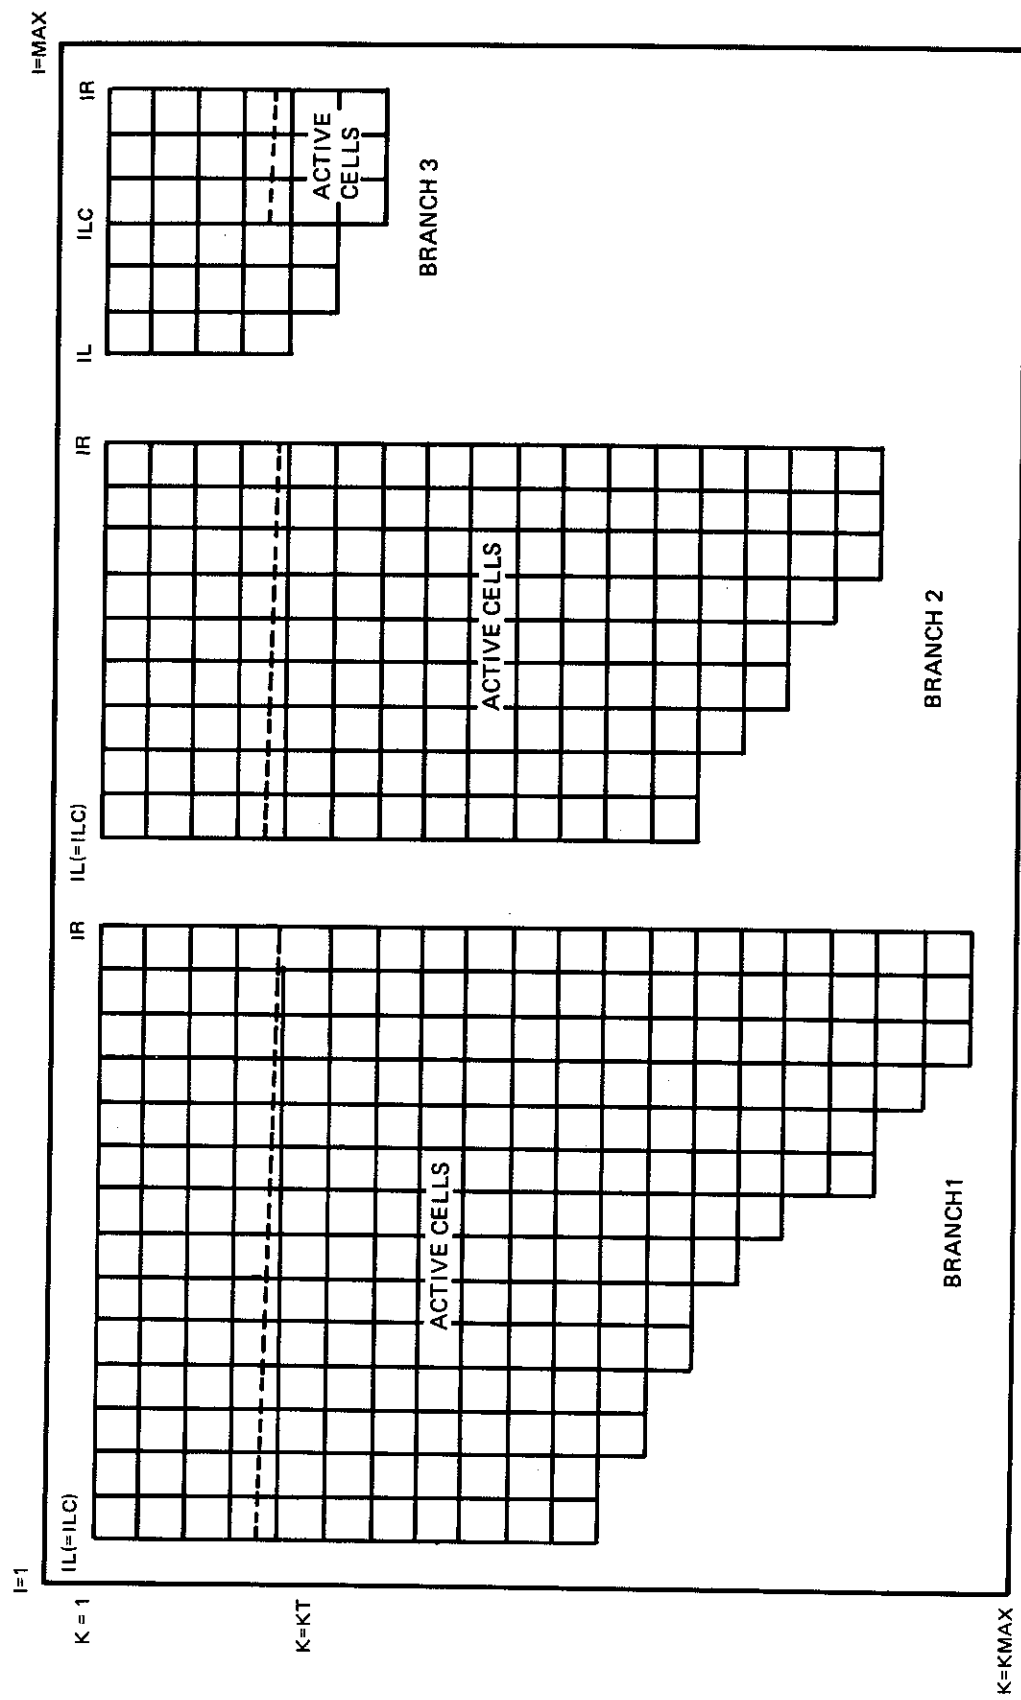 I=1
I=MAX
K = 1
IL(=ILC)
IR
IL(=ILC)
IR
IL
ILC
IR
K=KT
ACTIVE CELLS
ACTIVE CELLS
ACTIVE
CELLS
BRANCH1
BRANCH 2
BRANCH 3
K=KMAX